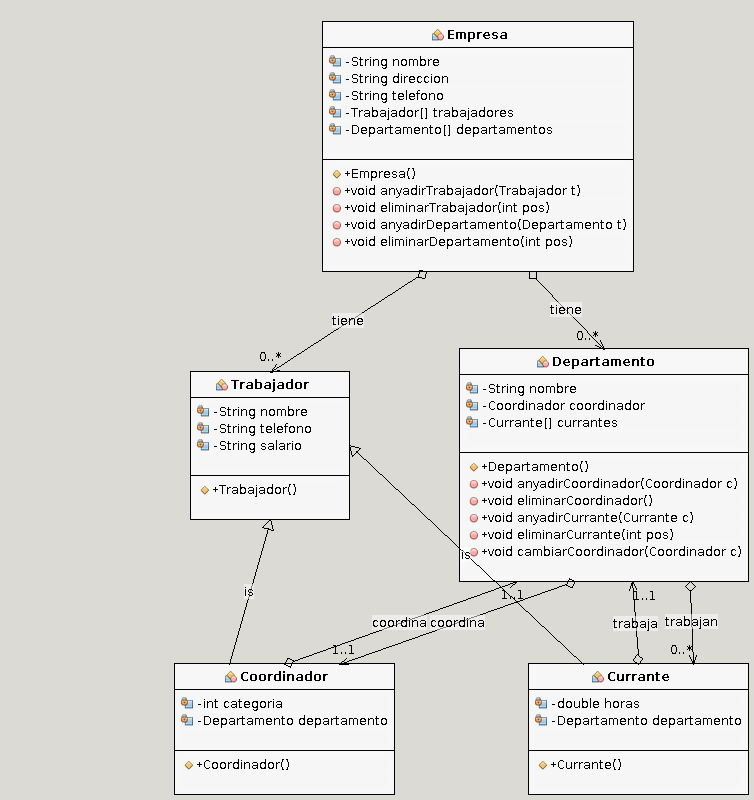 Empresa
-String nombre
-String direccion
-String telefono
-Trabajador[] trabajadores
-Departamento[] departamentos
+Empresa()
+void anyadirTrabajador(Trabajador t)
+void eliminarTrabajador(int pos)
+void anyadirDepartamento(Departamento t)
+void eliminarDepartamento(int pos)
tiene
tiene
0..*
0..*
Trabajador
-String nombre
-String telefono
-String salario
+Trabajador()
Departamento
-String nombre
-Coordinador coordinador
-Currante[] currantes
+Departamento()
+void anyadirCoordinador(Coordinador c)
+void eliminarCoordinador()
+void anyadirCurrante(Currante c)
+void eliminarCurrante(int pos)
+void cambiarCoordinador(Coordinador c)
is
is
1..1
1..1
coordina
coordina
trabaja
trabajan
1..1
0..*
Coordinador
-int categoria
-Departamento departamento
+Coordinador()
Currante
-double horas
-Departamento departamento
+Currante()